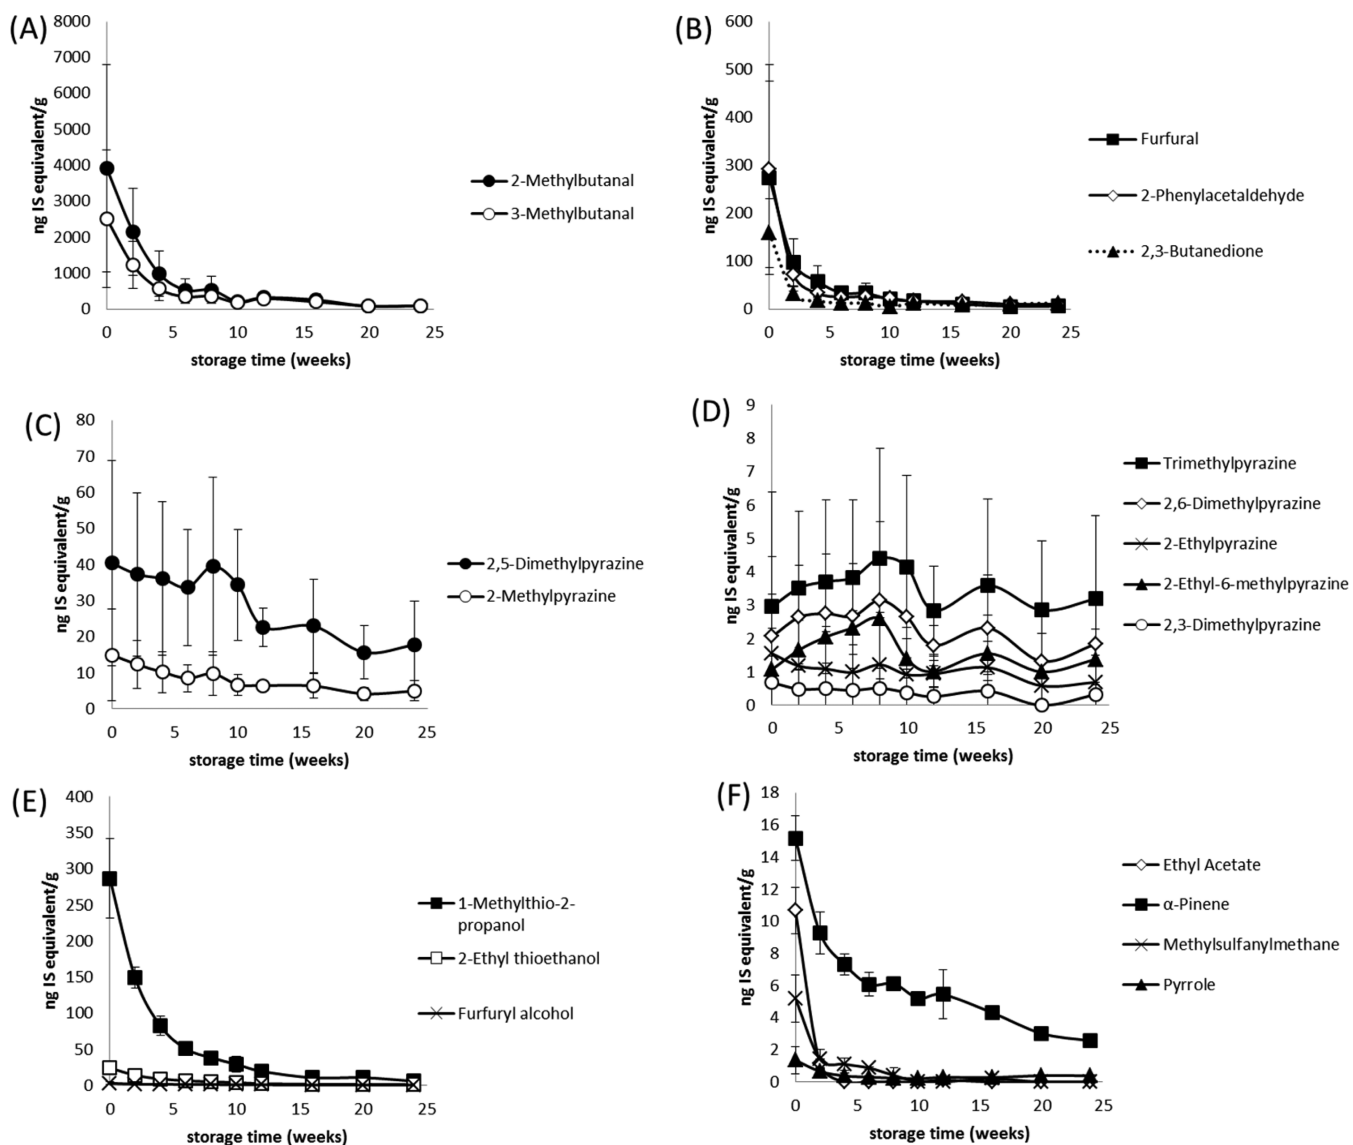 (A)
8000
7000
6000
5000
4000
3000
2000
1000
0
ng IS equivalent/g
0 5 10 15 20 25
storage time (weeks)
2-Methylbutanal
3-Methylbutanal
(B)
600
500
400
300
200
100
0
ng IS equivalent/g
0 5 10 15 20 25
storage time (weeks)
Furfural
2-Phenylacetaldehyde
2,3-Butanedione
(C)
80
70
60
50
40
30
20
10
0
ng IS equivalent/g
0 5 10 15 20 25
storage time (weeks)
2,5-Dimethylpyrazine
2-Methylpyrazine
(D)
9
8
7
6
5
4
3
2
1
0
ng IS equivalent/g
0 5 10 15 20 25
storage time (weeks)
Trimethylpyrazine
2,6-Dimethylpyrazine
2-Ethylpyrazine
2-Ethyl-6-methylpyrazine
2,3-Dimethylpyrazine
(E)
400
350
300
250
200
150
100
50
0
ng IS equivalent/g
0 5 10 15 20 25
storage time (weeks)
1-Methylthio-2-
propanol
2-Ethyl thioethanol
Furfuryl alcohol
(F)
18
16
14
12
10
8
6
4
2
0
ng IS equivalent/g
0 5 10 15 20 25
storage time (weeks)
Ethyl Acetate
α-Pinene
Methylsulfanylmethane
Pyrrole